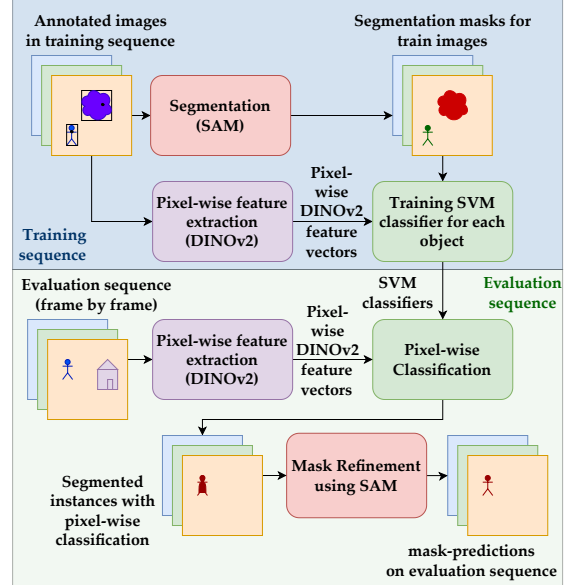 Annotated images
in training sequence
Segmentation masks for
train images
Segmentation
(SAM)
Pixel-wise feature
extraction
(DINOv2)
Pixel-
wise
DINOv2
feature
vectors
Training SVM
classifier for each
object
Training
sequence
Evaluation sequence
(frame by frame)
SVM
classifiers
Evaluation
sequence
Pixel-wise feature
extraction
(DINOv2)
Pixel-
wise
DINOv2
feature
vectors
Pixel-wise
Classification
Segmented
instances with
pixel-wise
classification
Mask Refinement
using SAM
mask-predictions
on evaluation sequence